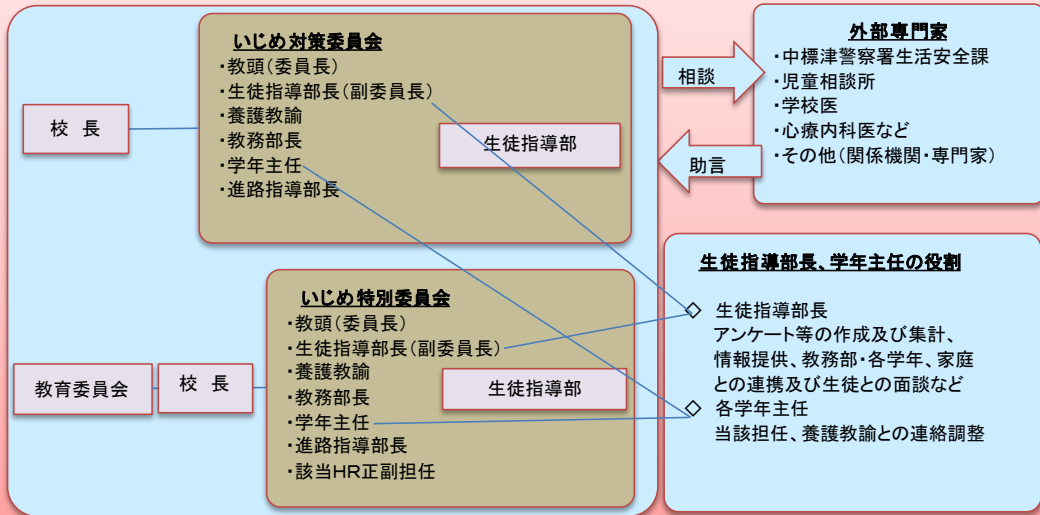 いじめ対策委員会
・教頭(委員長)
・生徒指導部長(副委員長)
・養護教諭
・教務部長
・学年主任
・進路指導部長
校 長
生徒指導部
相談
助言
外部専門家
・中標津警察署生活安全課
・児童相談所
・学校医
・心療内科医など
・その他(関係機関・専門家)
いじめ特別委員会
・教頭(委員長)
・生徒指導部長(副委員長)
・養護教諭
・教務部長
・学年主任
・進路指導部長
・該当HR正副担任
教育委員会
校 長
生徒指導部
生徒指導部長、学年主任の役割
◇ 生徒指導部長
アンケート等の作成及び集計、
情報提供、教務部・各学年、家庭
との連携及び生徒との面談など
◇ 各学年主任
当該担任、養護教諭との連絡調整